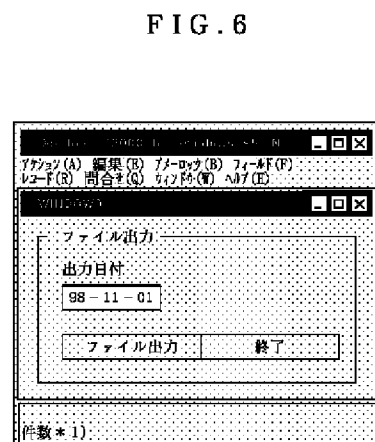 FIG.6
アクション(A) 編集(E) ブロック(B) フィールド(F)
レコード(R) 問合せ(Q) ウィンドウ(W) ヘルプ(H)
WINDOW0
ファイル出力
出力日付
98-11-01
ファイル出力 終了
件数*1)